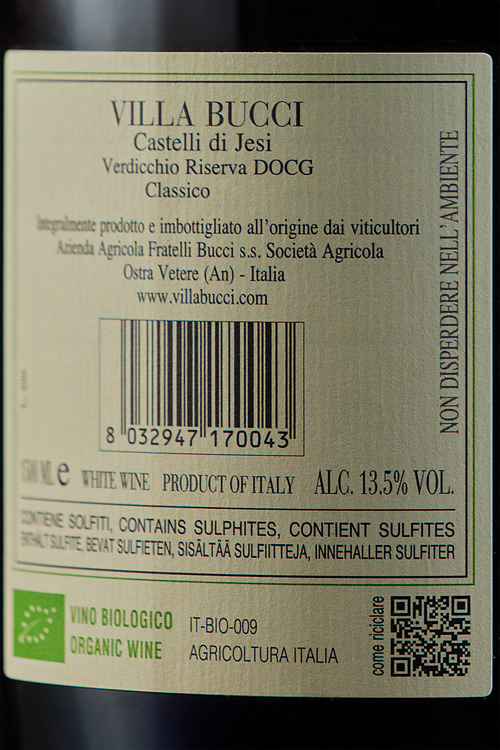 VILLA BUCCI
Castelli di Jesi
Verdicchio Riserva DOCG
Classico
Integralmente prodotto e imbottigliato all'origine dai viticultori
Azienda Agricola Fratelli Bucci s.s. Società Agricola
Ostra Vetere (An) - Italia
www.villabucci.com
NON DISPERDERE NELL'AMBIENTE
8 032947 170043
ML e WHITE WINE PRODUCT OF ITALY ALC. 13.5% VOL.
CONTIENE SOLFITI, CONTAINS SULPHITES, CONTIENT SULFITES
ENTHÄLT SULFITE, BEVAT SULFIETEN, SISÄLTÄÄ SULFIITTEJA, INNEHALLER SULFITER
VINO BIOLOGICO
ORGANIC WINE
IT-BIO-009
AGRICOLTURA ITALIA
come riciclare